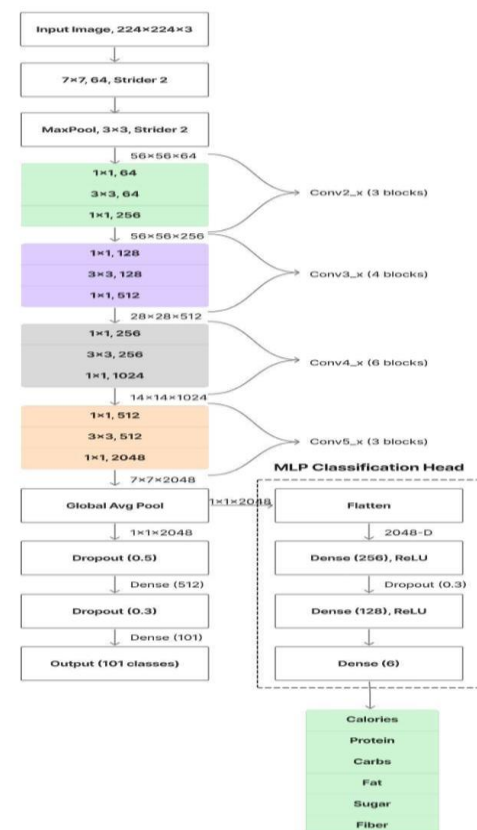 Input Image, 224×224×3
7×7, 64, Strider 2
MaxPool, 3×3, Strider 2
56×56×64
1×1, 64
3×3, 64
1×1, 256
Conv2_x (3 blocks)
56×56×256
1×1, 128
3×3, 128
1×1, 512
Conv3_x (4 blocks)
28×28×512
1×1, 256
3×3, 256
1×1, 1024
Conv4_x (6 blocks)
14×14×1024
1×1, 512
3×3, 512
1×1, 2048
Conv5_x (3 blocks)
7×7×2048
Global Avg Pool
1×1×2048
1×1×2048
Dropout (0.5)
Dense (512)
Dropout (0.3)
Dense (101)
Output (101 classes)
MLP Classification Head
Flatten
2048-D
Dense (256), ReLU
Dropout (0.3)
Dense (128), ReLU
Dense (6)
Calories
Protein
Carbs
Fat
Sugar
Fiber